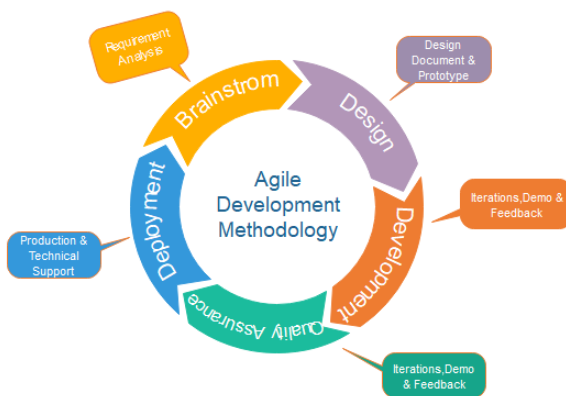 Requirement
Analysis
Brainstrom
Design
Document &
Prototype
Design
Iterations,Demo
& Feedback
Development
Iterations,Demo
& Feedback
Quality Assurance
Production &
Technical
Support
Deployment
Agile
Development
Methodology